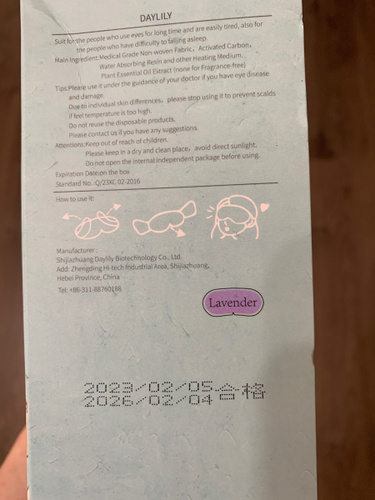 DAYLILY
Suit for the people who use eyes for long time and are easily tired, also for
the people who have difficulty to falling asleep.
Main Ingredient:Medical Grade Non-woven Fabric, Activated Carbon,
Water Absorbing Resin and other Heating Medium.
Plant Essential Oil Extract (none for Fragrance-free)
Tips:Please use it under the guidance of your doctor if you have eye disease
and damage.
Due to individual skin differences, please stop using it to prevent scalds
if feel temperature is too high.
Do not reuse the disposable products.
Please contact us if you have any suggestions.
Attentions:Keep out of reach of children.
Please keep in a dry and clean place, avoid direct sunlight.
Do not open the internal independent package before using.
Expiration Date:on the box
Standard No.:Q/23XC 02-2016
How to use it:
Manufacturer:
Shijiazhuang Daylily Biotechnology Co., Ltd.
Add: Zhengding Hi-tech Industrial Area, Shijiazhuang,
Hebei Province, China
Tel: +86-311-88760186
Lavender
2023/02/05合格
2026/02/04